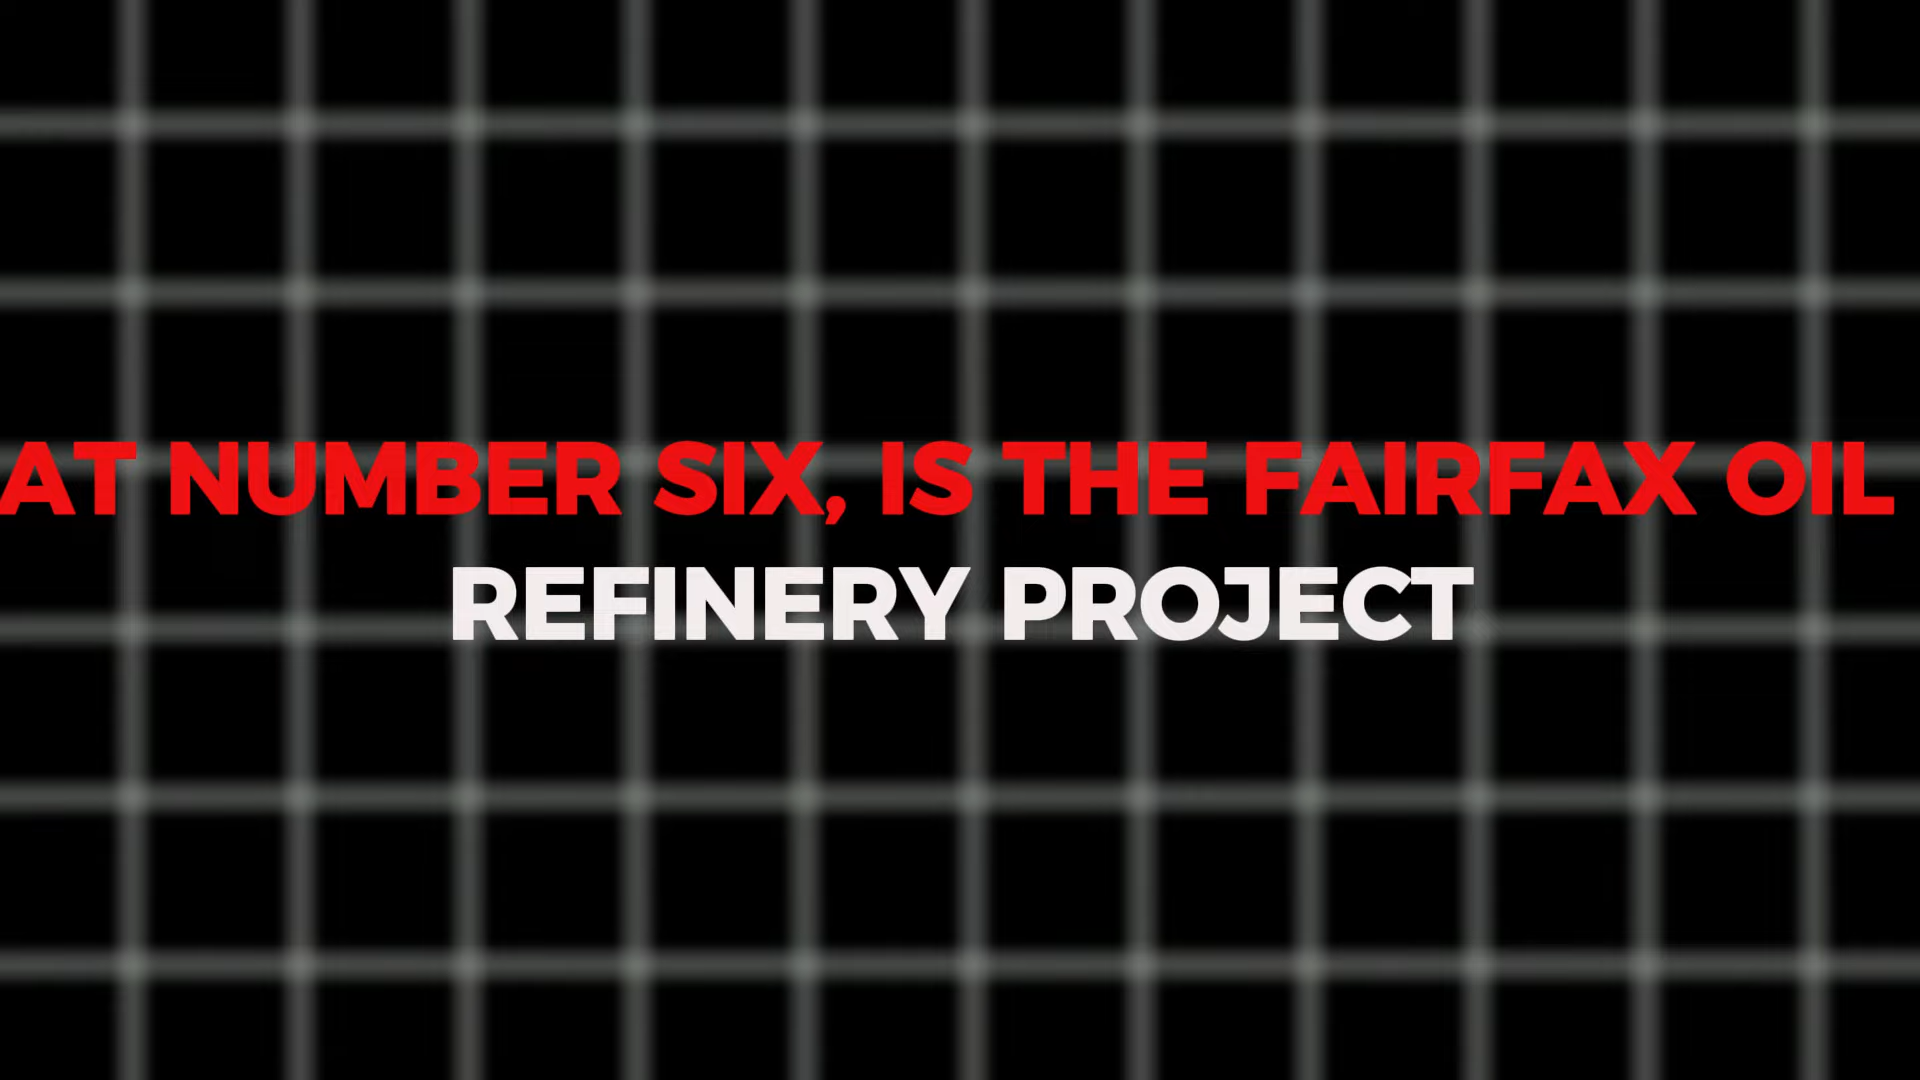 AT NUMBER SIX, IS THE FAIRFAX OIL
REFINERY PROJECT